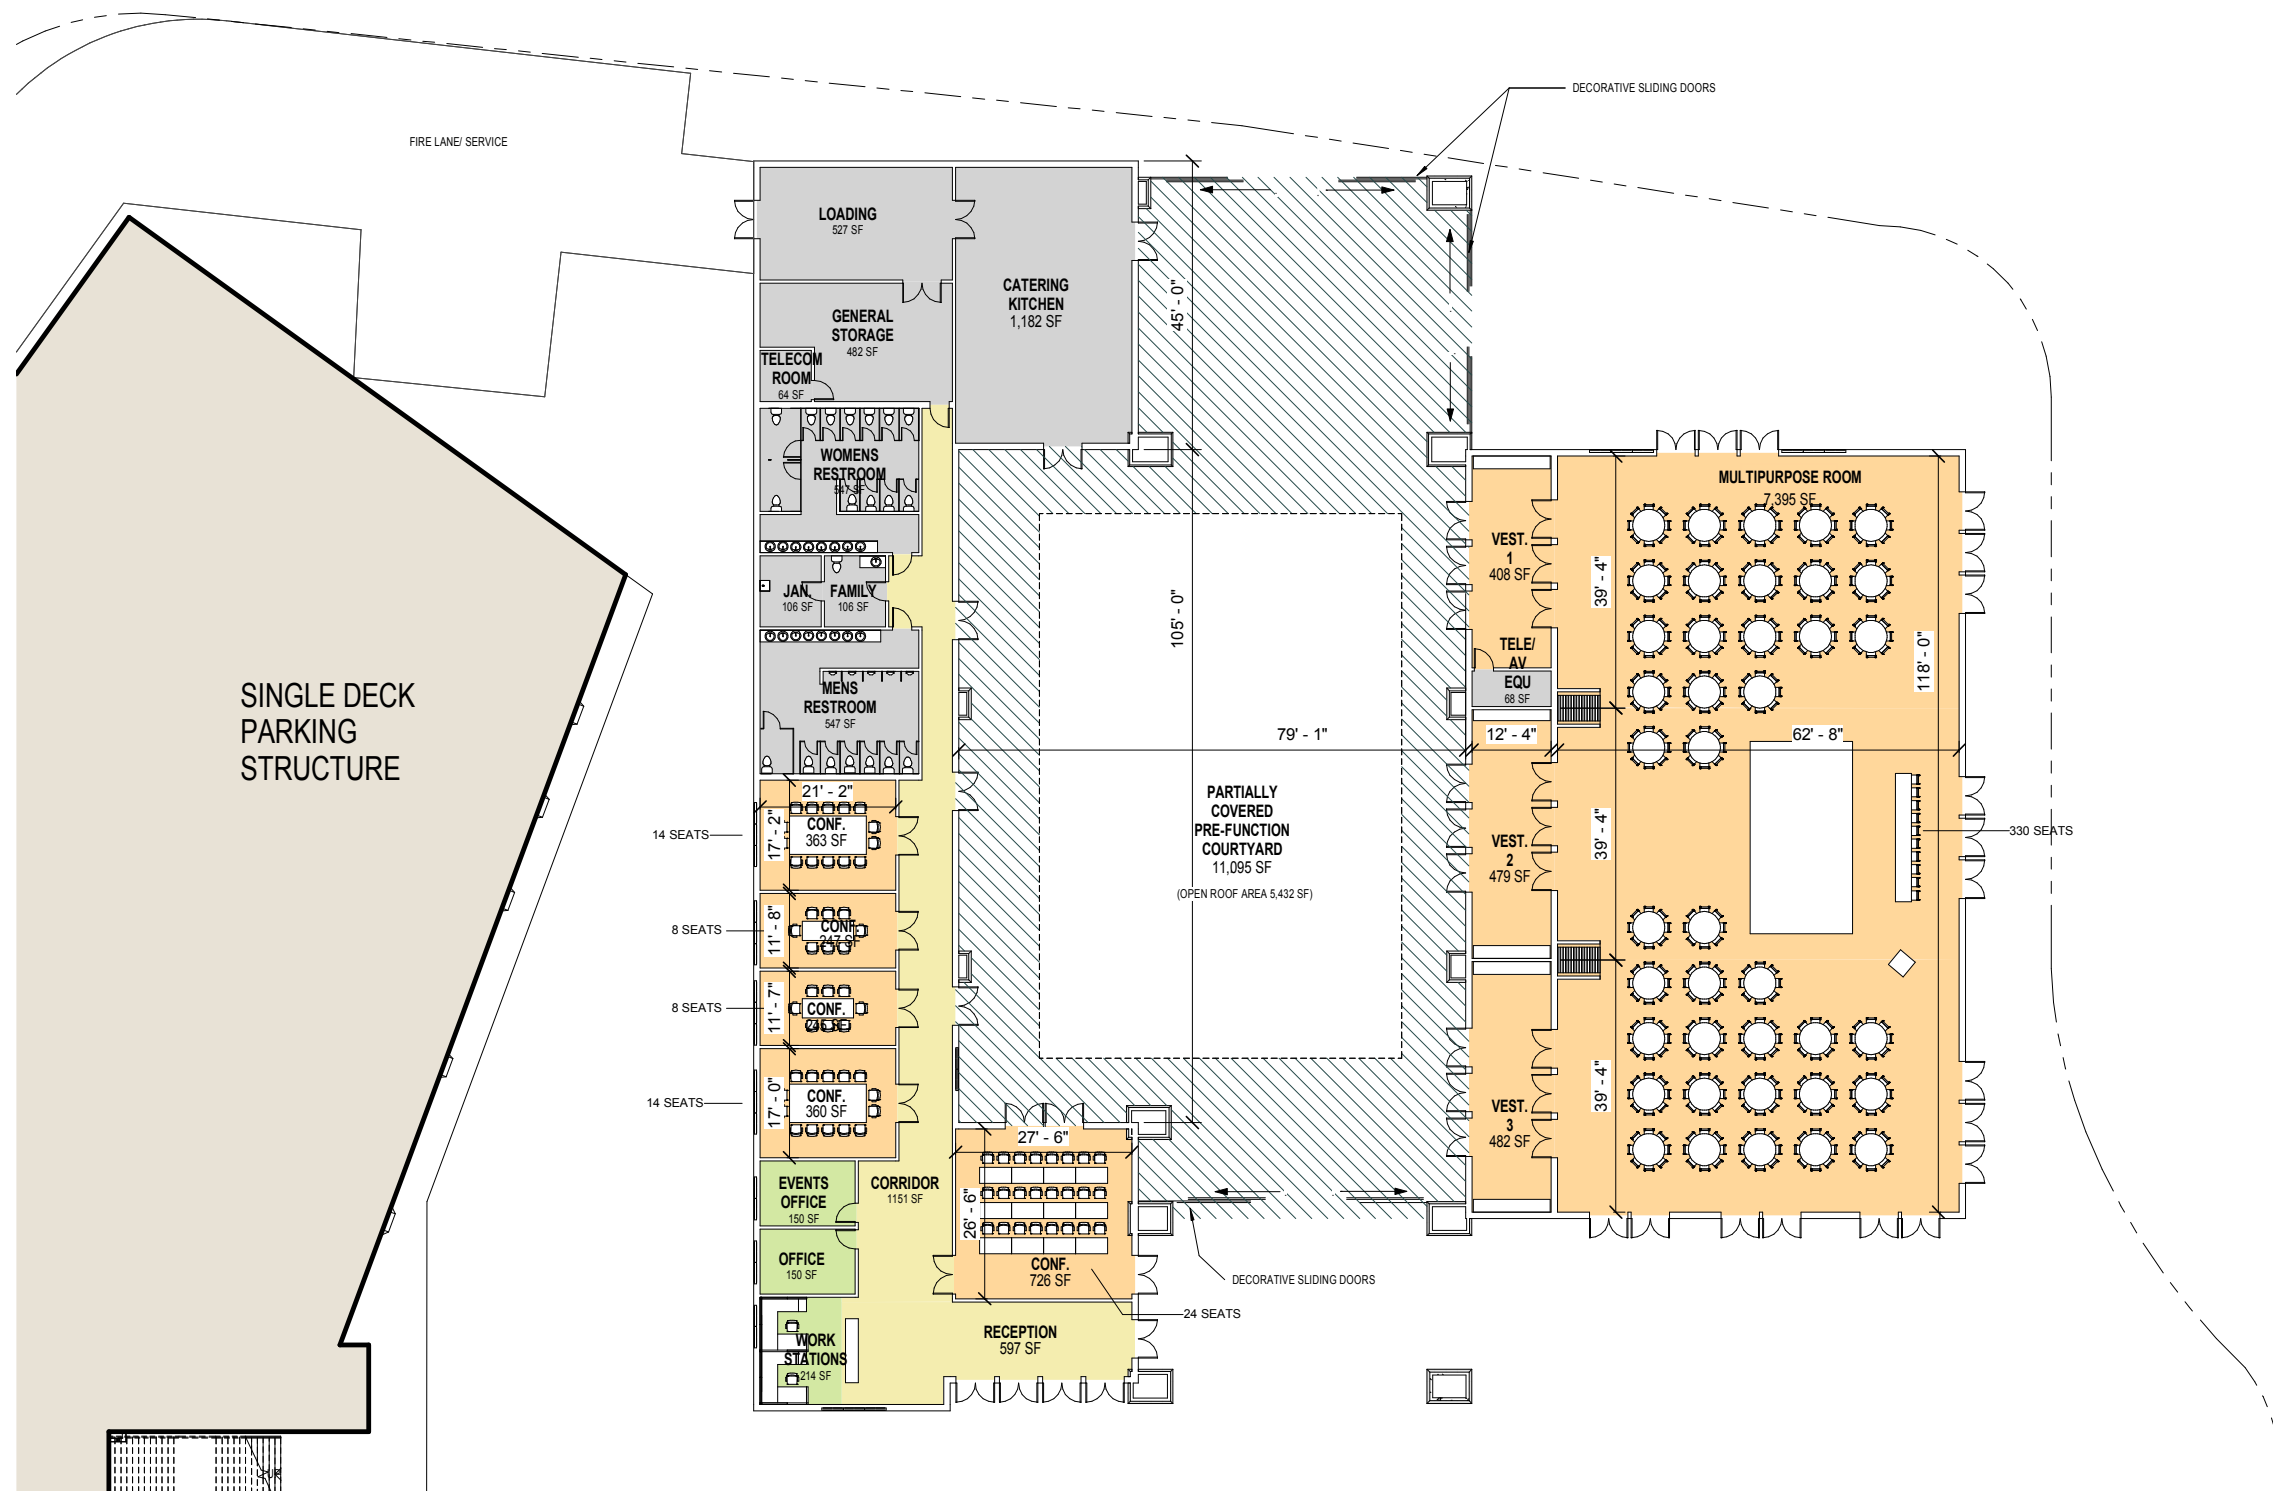 DECORATIVE SLIDING DOORS
FIRE LANE/ SERVICE
LOADING
527 SF
CATERING
KITCHEN
1,182 SF
45' - 0"
GENERAL
STORAGE
482 SF
TELECOM
ROOM
64 SF
WOMENS
RESTROOM
547 SF
JAN.
106 SF
FAMILY
106 SF
MENS
RESTROOM
547 SF
SINGLE DECK
PARKING
STRUCTURE
MULTIPURPOSE ROOM
7,395 SF
VEST.
1
408 SF
39' - 4"
105' - 0"
TELE/
AV
EQU
68 SF
118' - 0"
79' - 1"
12' - 4"
62' - 8"
PARTIALLY
COVERED
PRE-FUNCTION
COURTYARD
11,095 SF
(OPEN ROOF AREA 5,432 SF)
VEST.
2
479 SF
39' - 4"
330 SEATS
21' - 2"
17' - 2"
CONF.
363 SF
14 SEATS
11' - 8"
CONF.
247 SF
8 SEATS
11' - 7"
CONF.
8 SEATS
17' - 0"
CONF.
360 SF
14 SEATS
VEST.
3
482 SF
39' - 4"
27' - 6"
26' - 6"
EVENTS
OFFICE
150 SF
CORRIDOR
1151 SF
OFFICE
150 SF
CONF.
726 SF
DECORATIVE SLIDING DOORS
24 SEATS
WORK
STATIONS
214 SF
RECEPTION
597 SF